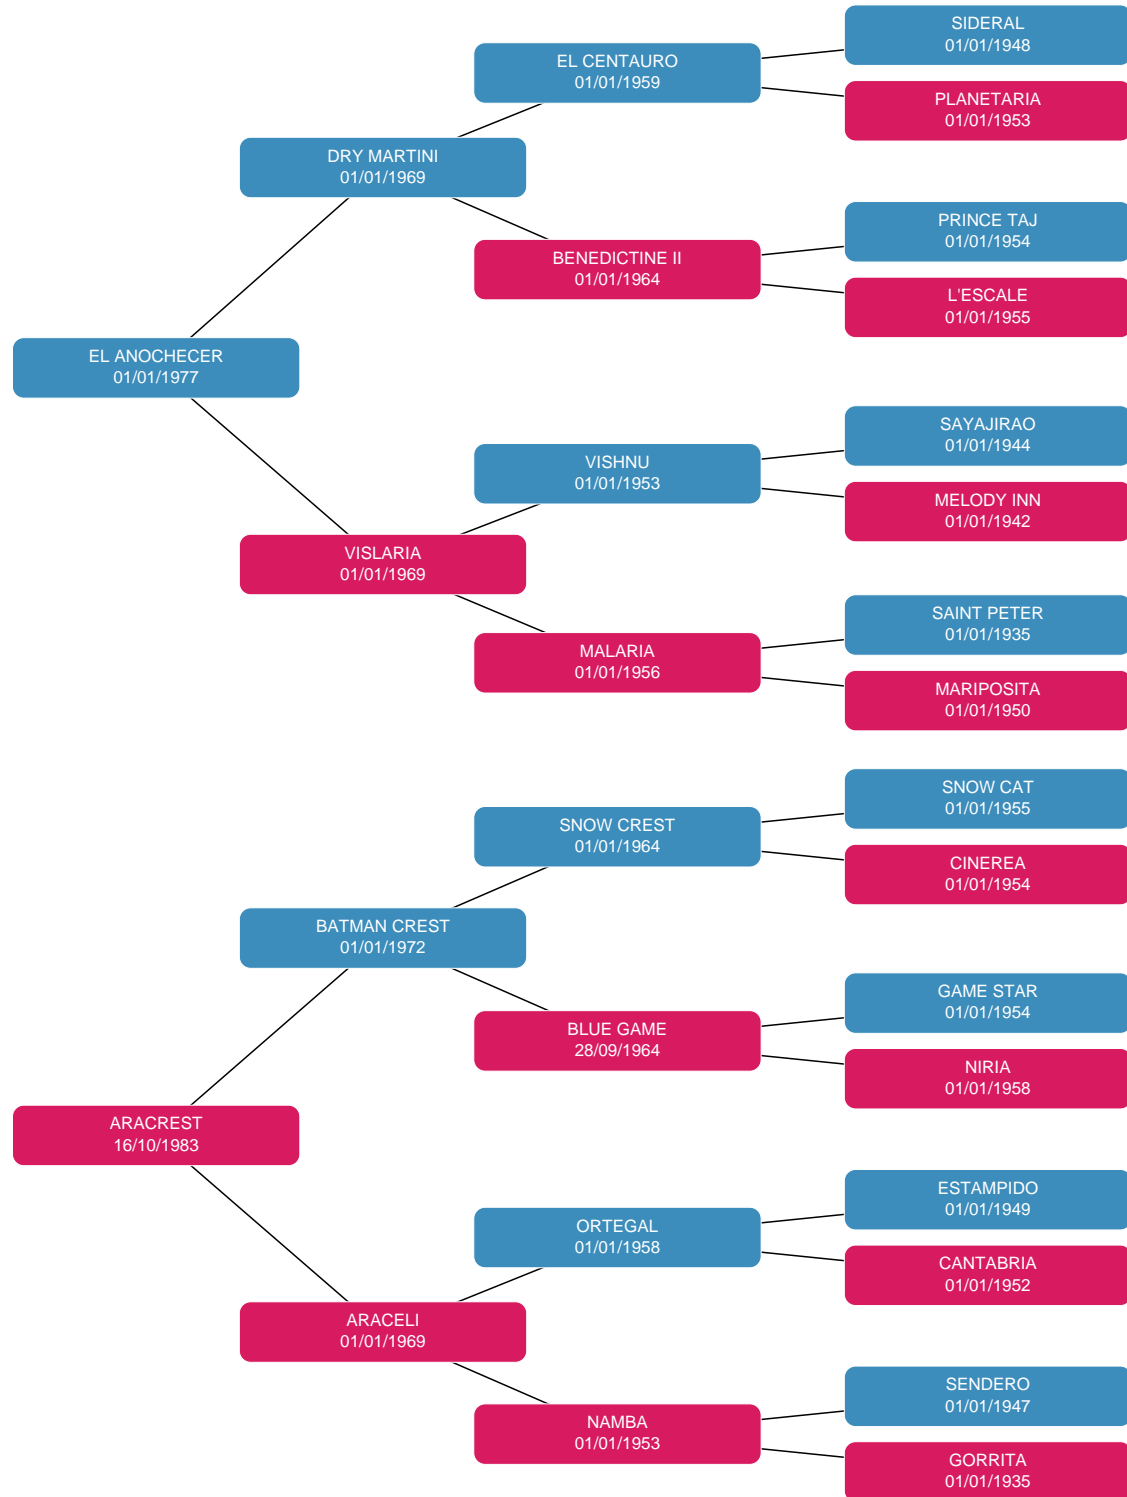 SIDERAL
01/01/1948
EL CENTAURO
01/01/1959
PLANETARIA
01/01/1953
DRY MARTINI
01/01/1969
PRINCE TAJ
01/01/1954
BENEDICTINE II
01/01/1964
L'ESCALE
01/01/1955
EL ANOCHECER
01/01/1977
SAYAJIRAO
01/01/1944
VISHNU
01/01/1953
MELODY INN
01/01/1942
VISLARIA
01/01/1969
SAINT PETER
01/01/1935
MALARIA
01/01/1956
MARIPOSITA
01/01/1950
SNOW CAT
01/01/1955
SNOW CREST
01/01/1964
CINEREA
01/01/1954
BATMAN CREST
01/01/1972
GAME STAR
01/01/1954
BLUE GAME
28/09/1964
NIRIA
01/01/1958
ARACREST
16/10/1983
ESTAMPIDO
01/01/1949
ORTEGAL
01/01/1958
CANTABRIA
01/01/1952
ARACELI
01/01/1969
SENDERO
01/01/1947
NAMBA
01/01/1953
GORRITA
01/01/1935